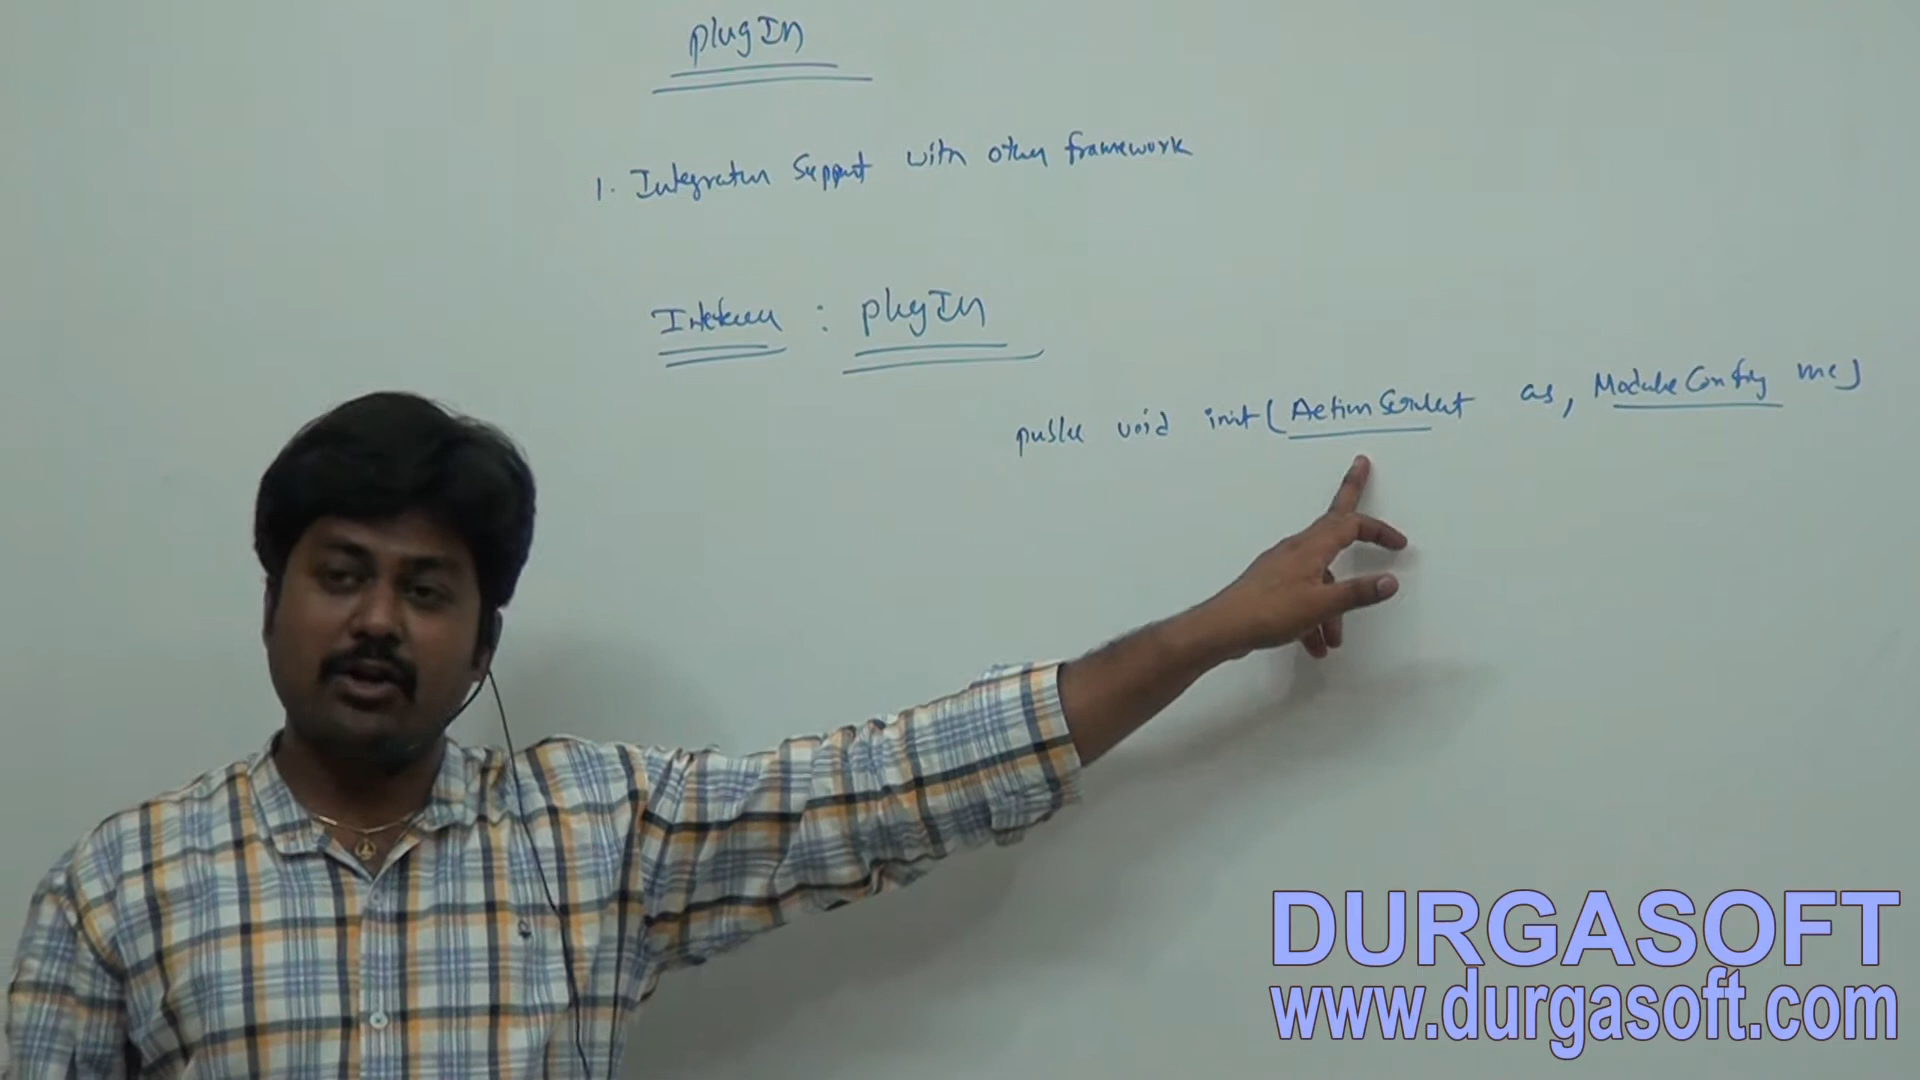 plugIn
1. Integration Support with other framework
Interface : plugIn
public void init(ActionServlet as, ModuleConfig mc)
DURGASOFT
www.durgasoft.com